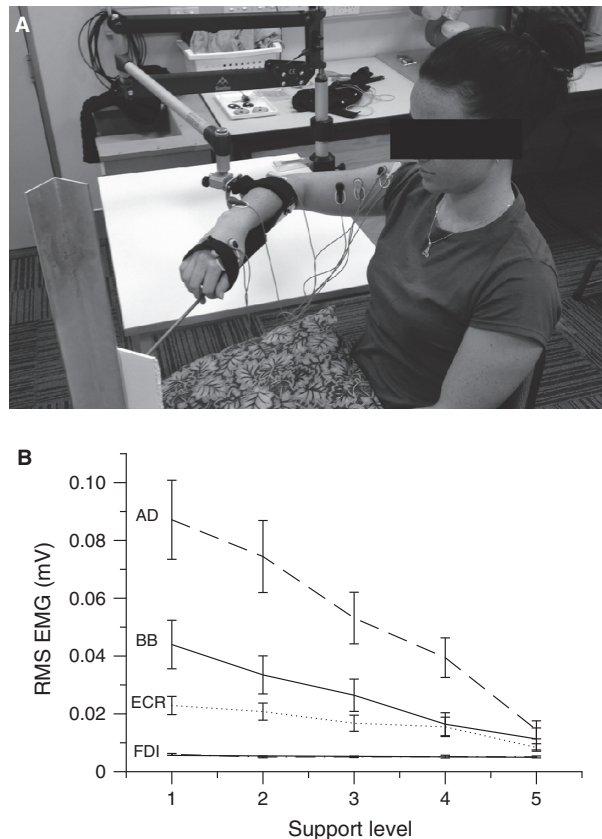 A
B
RMS EMG (mV)
0.10
0.08
0.06
0.04
0.02
0
AD
BB
ECR
FDI
1 2 3 4 5
Support level